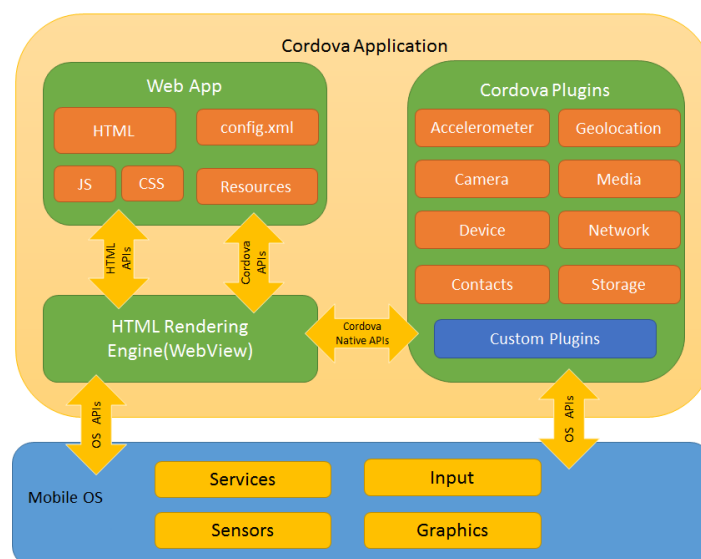 Cordova Application
Web App
HTML
config.xml
JS
CSS
Resources
HTML
APIs
Cordova
APIs
HTML Rendering
Engine(WebView)
Cordova
Native APIs
Cordova Plugins
Accelerometer
Geolocation
Camera
Media
Device
Network
Contacts
Storage
Custom Plugins
OS APIs
OS APIs
Mobile OS
Services
Input
Sensors
Graphics